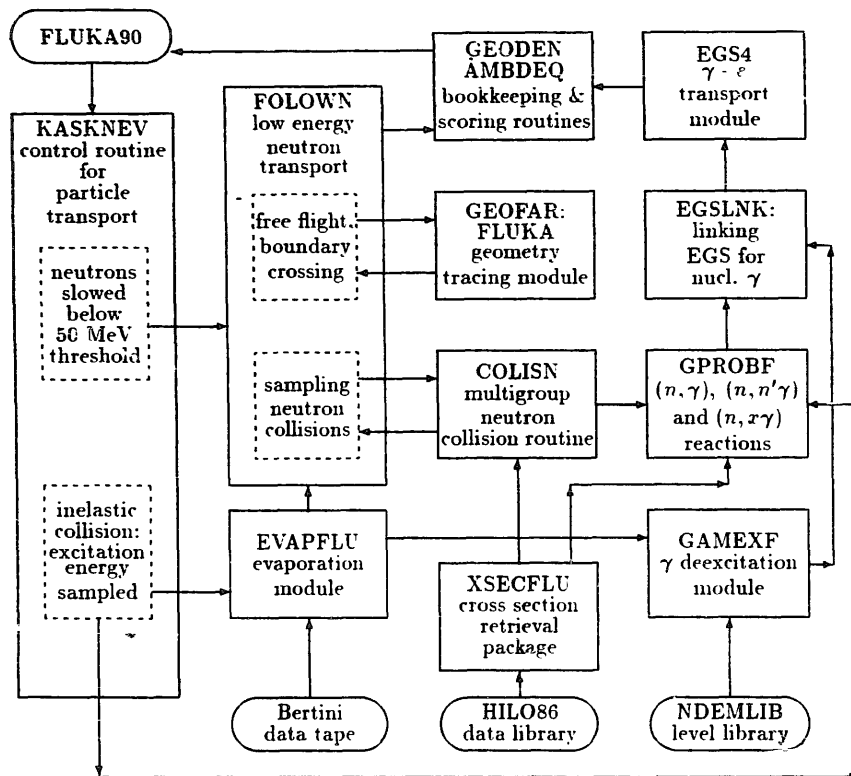 FLUKA90
KASKNEV
control routine
for
particle
transport
neutrons
slowed
below
50 MeV
threshold
inelastic
collision:
excitation
energy
sampled
FOLOWN
low energy
neutron
transport
free flight,
boundary
crossing
sampling
neutron
collisions
EVAPFLU
evaporation
module
Bertini
data tape
GEODEN
AMBDEQ
bookkeeping &
scoring routines
GEOFAR:
FLUKA
geometry
tracing module
COLISN
multigroup
neutron
collision routine
XSECFLU
cross section
retrieval
package
HILO86
data library
EGS4
γ - e
transport
module
EGSLNK:
linking
EGS for
nucl. γ
GPROBF
(n, γ), (n, n′γ)
and (n, xγ)
reactions
GAMEXF
γ deexcitation
module
NDEMLIB
level library